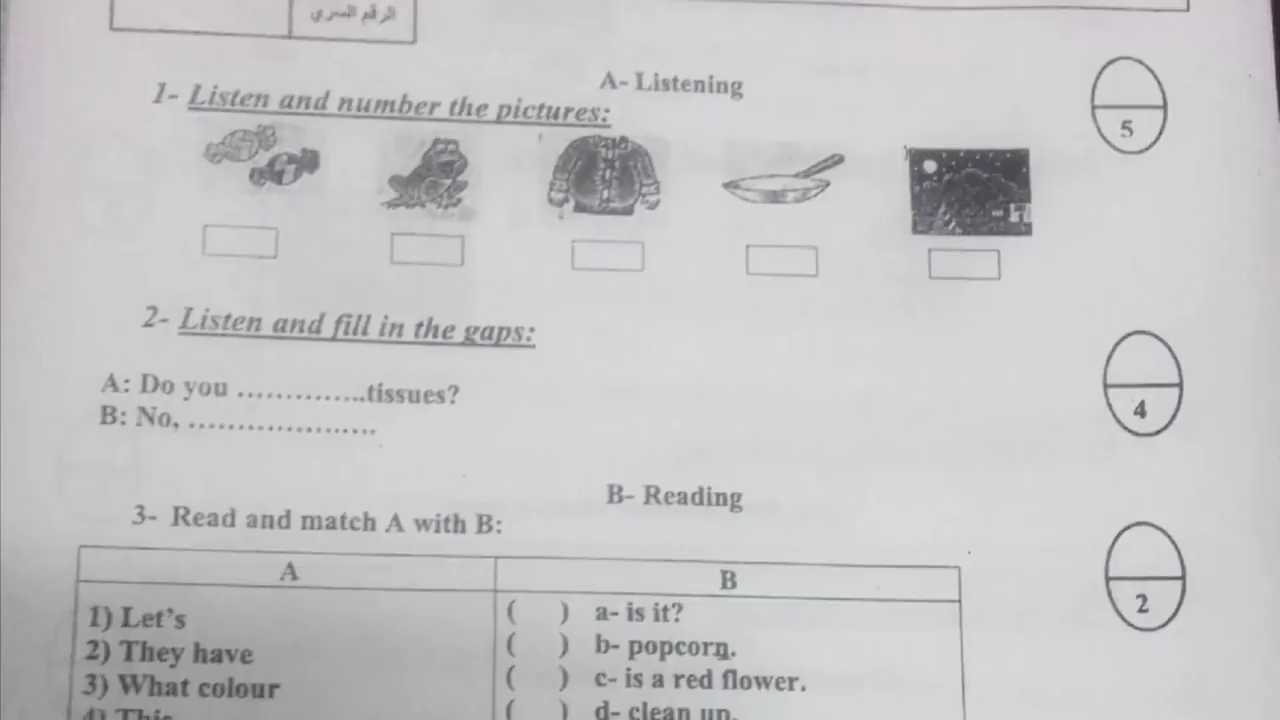 الرقم السري
A- Listening
1- Listen and number the pictures:
5
2- Listen and fill in the gaps:
A: Do you ..............tissues?
B: No, ....................
4
B- Reading
3- Read and match A with B:
2
A B
1) Let's ( ) a- is it?
2) They have ( ) b- popcorn.
3) What colour ( ) c- is a red flower.
4) This ( ) d- clean up.